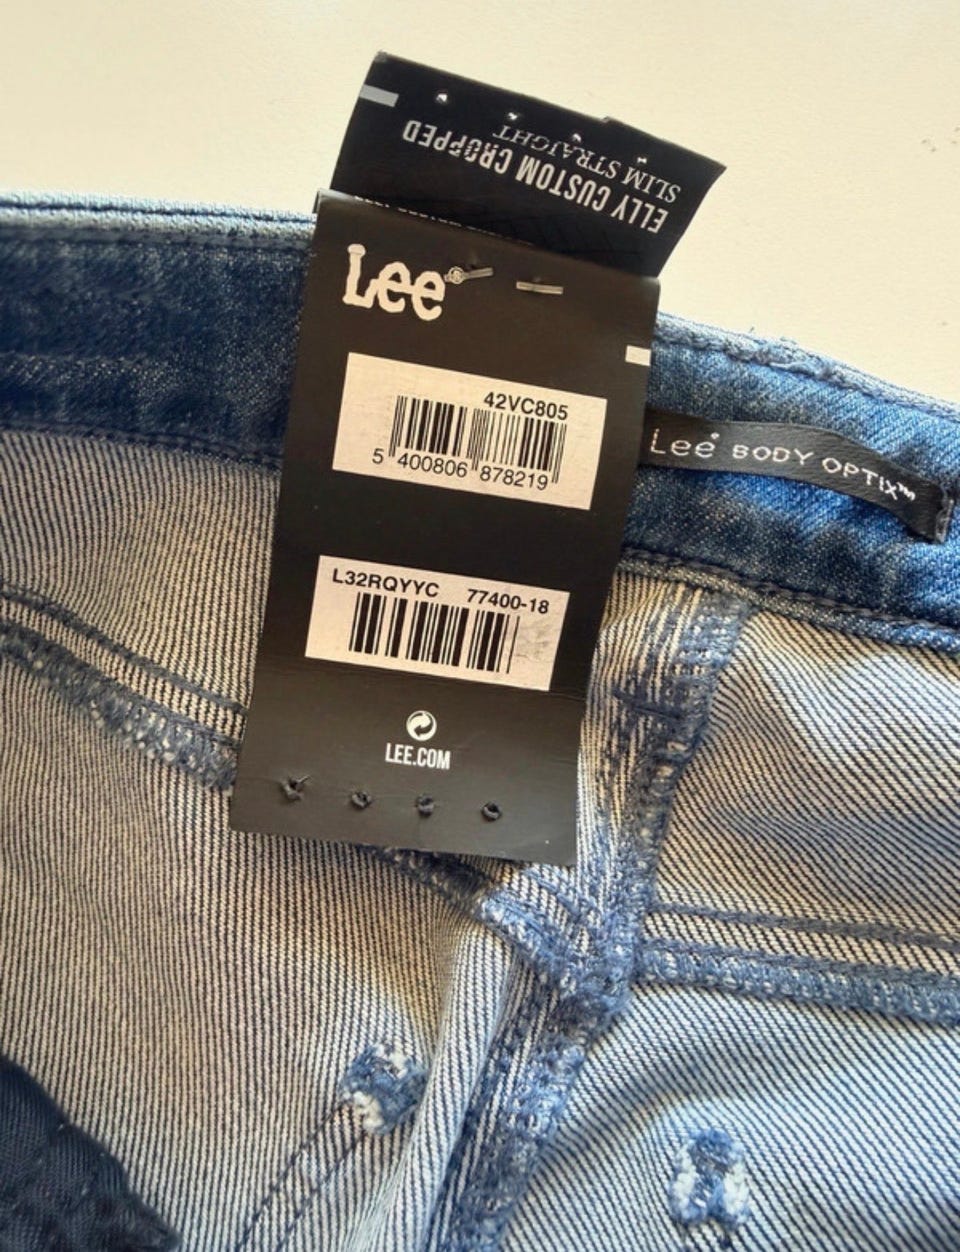 ELLY CUSTOM CROPPED
SLIM STRAIGHT
Lee
42VC805
5 400806 878219
L32RQYYC 77400-18
LEE.COM
Lee® BODY OPTIX™